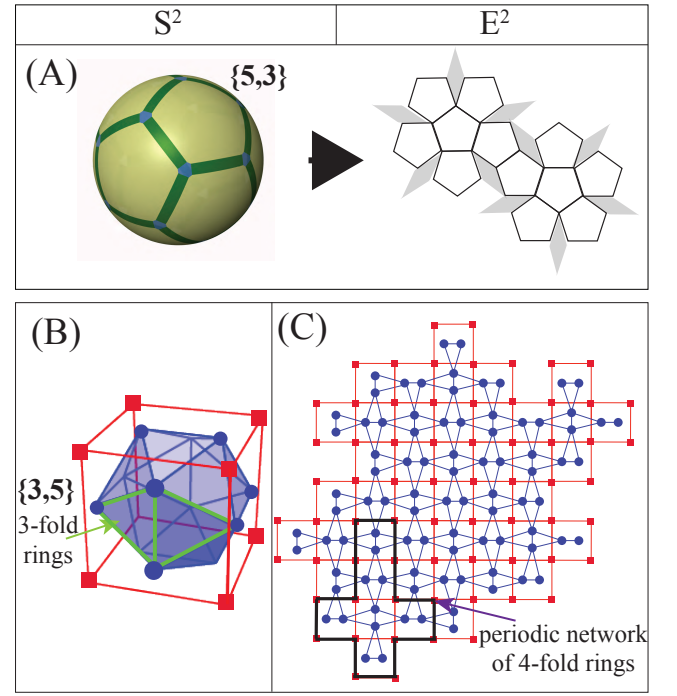 S²
E²
(A)
{5,3}
(B)
{3,5}
3-fold
rings
(C)
periodic network
of 4-fold rings